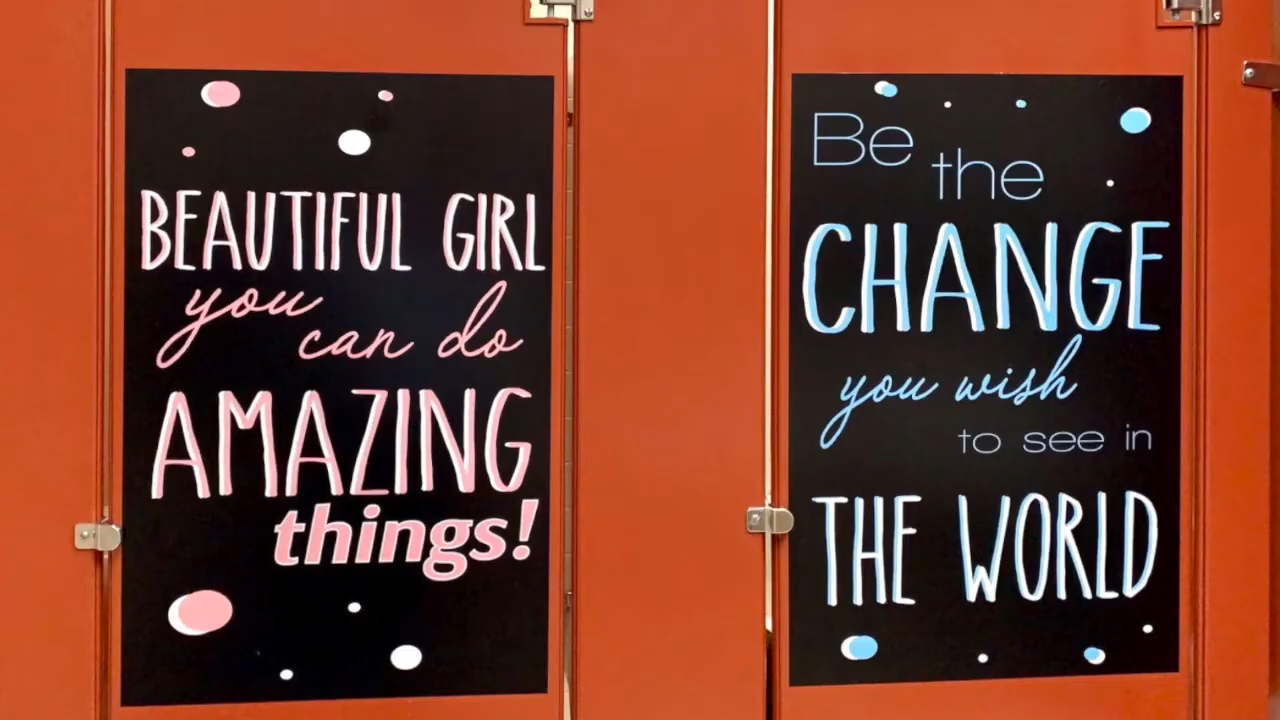 BEAUTIFUL GIRL
you can do
AMAZING
things!
Be the
CHANGE
you wish
to see in
THE WORLD